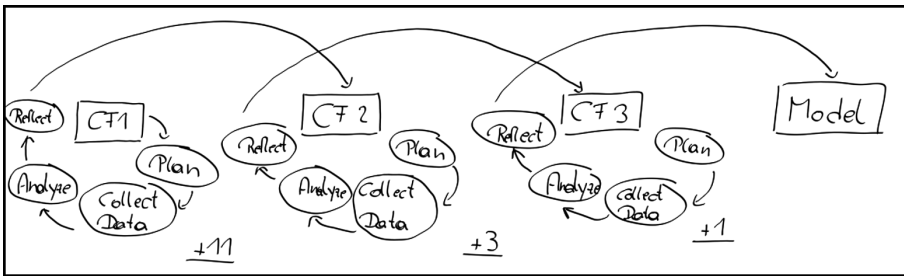 CF1
Plan
Collect
Data
Analyze
Reflect
+11
CF2
Plan
Collect
Data
Analyze
Reflect
+3
CF3
Plan
Collect
Data
Analyze
Reflect
+1
Model